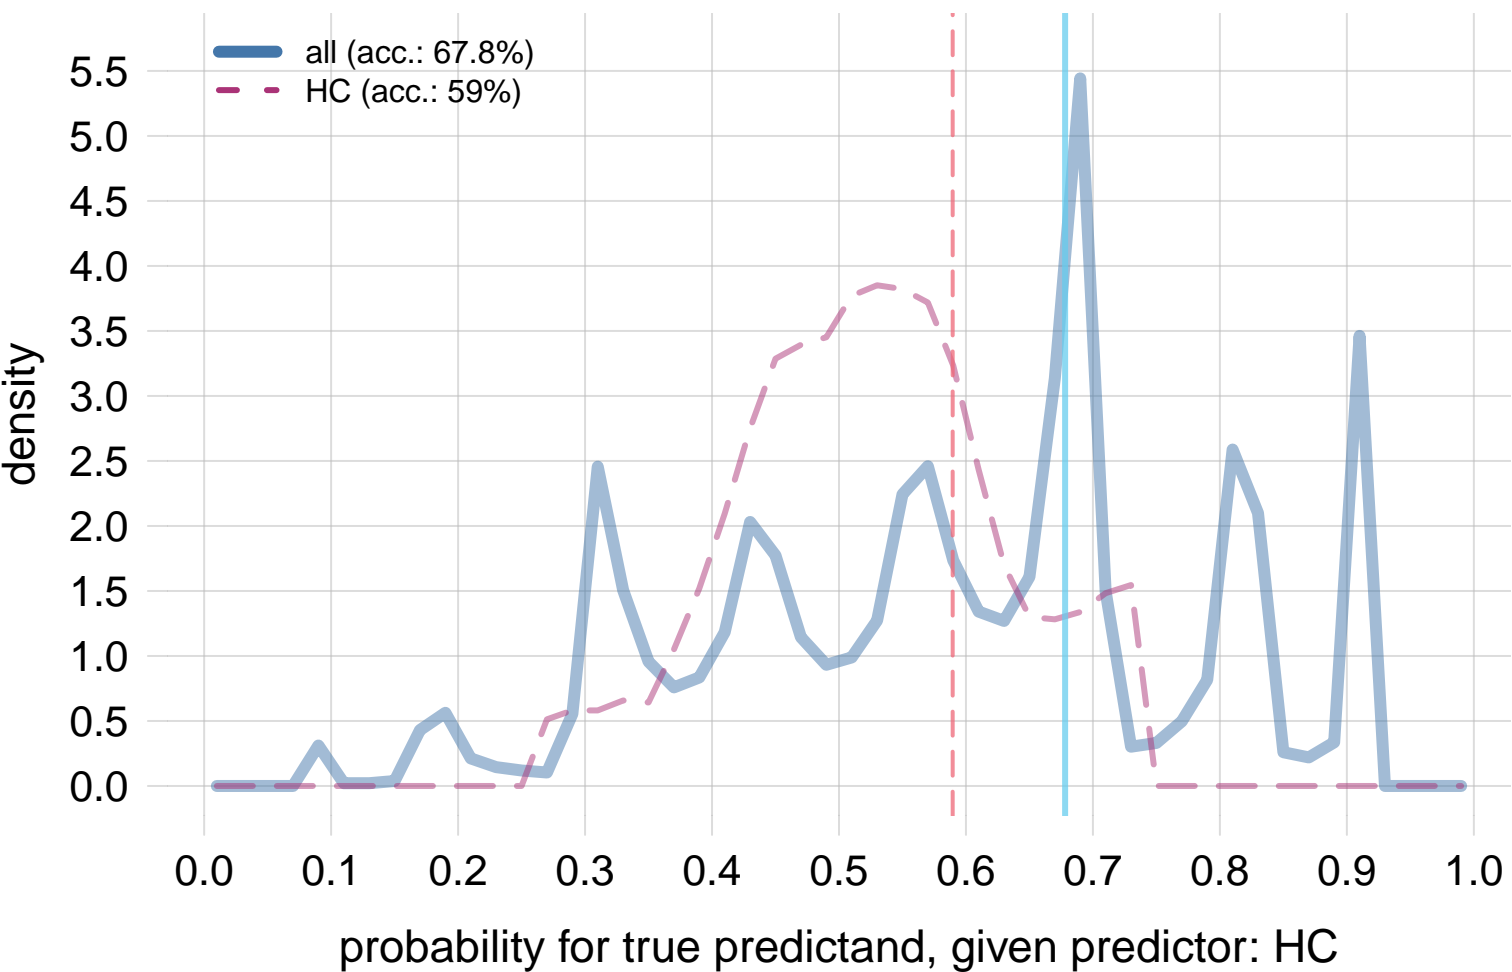 all (acc.: 67.8%)
HC (acc.: 59%)
5.5
5.0
4.5
4.0
3.5
3.0
2.5
2.0
1.5
1.0
0.5
0.0
density
0.0 0.1 0.2 0.3 0.4 0.5 0.6 0.7 0.8 0.9 1.0
probability for true predictand, given predictor: HC